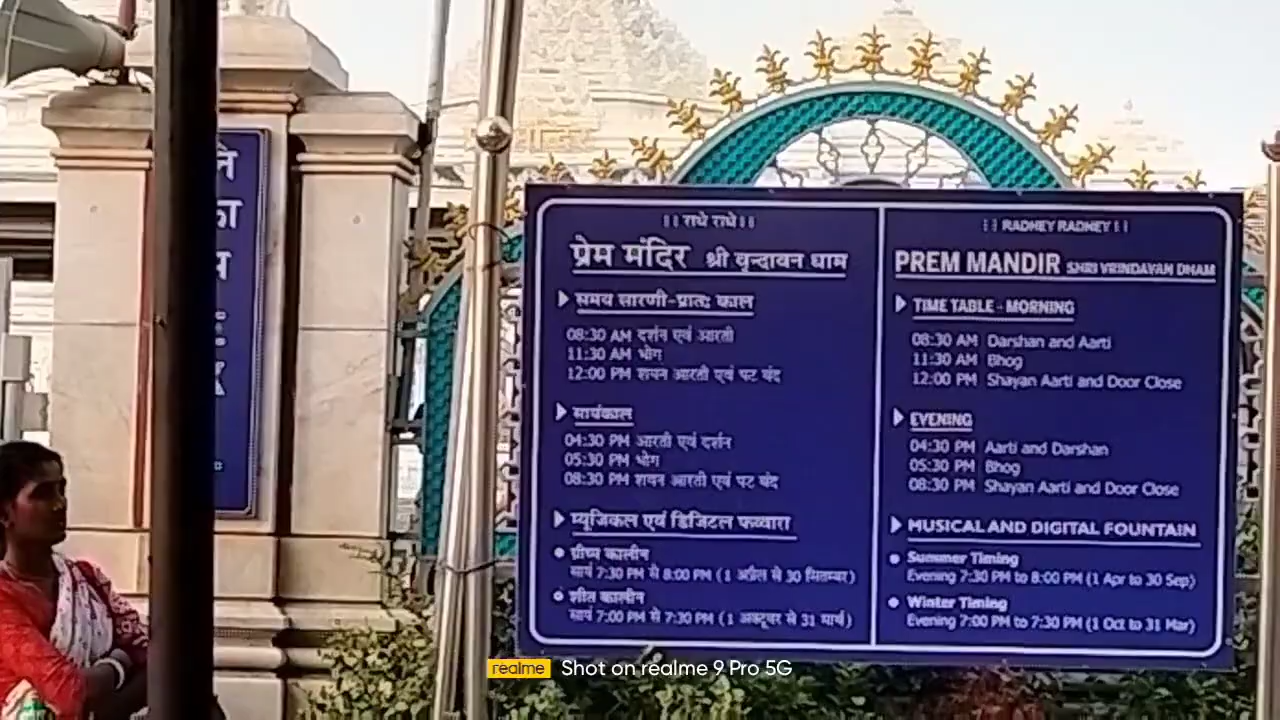 ने
का
।। राधे राधे ।।
प्रेम मंदिर श्री वृन्दावन धाम
समय सारणी-प्रातः काल
08:30 AM दर्शन एवं आरती
11:30 AM भोग
12:00 PM शयन आरती एवं पट बंद
सायंकाल
04:30 PM आरती एवं दर्शन
05:30 PM भोग
08:30 PM शयन आरती एवं पट बंद
म्यूजिकल एवं डिजिटल फव्वारा
ग्रीष्म कालीन
सायं 7:30 PM से 8:00 PM (1 अप्रैल से 30 सितम्बर)
शीत कालीन
सायं 7:00 PM से 7:30 PM (1 अक्टूबर से 31 मार्च)
।। RADHEY RADHEY ।।
PREM MANDIR SHRI VRINDAVAN DHAM
TIME TABLE - MORNING
08:30 AM Darshan and Aarti
11:30 AM Bhog
12:00 PM Shayan Aarti and Door Close
EVENING
04:30 PM Aarti and Darshan
05:30 PM Bhog
08:30 PM Shayan Aarti and Door Close
MUSICAL AND DIGITAL FOUNTAIN
Summer Timing
Evening 7:30 PM to 8:00 PM (1 Apr to 30 Sep)
Winter Timing
Evening 7:00 PM to 7:30 PM (1 Oct to 31 Mar)
realme Shot on realme 9 Pro 5G